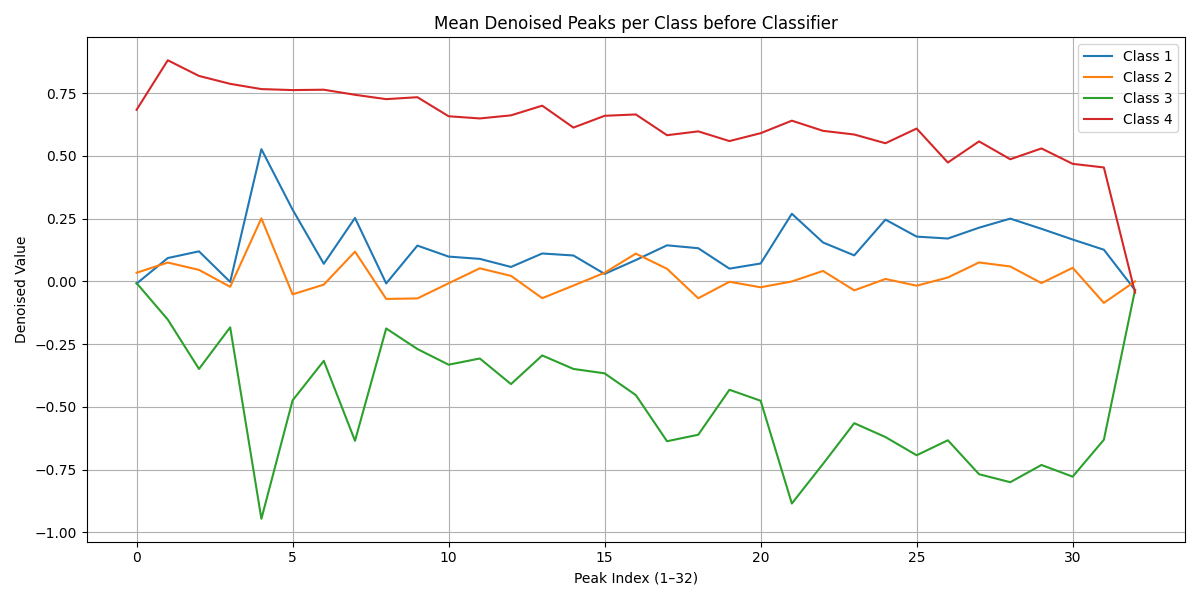 Mean Denoised Peaks per Class before Classifier
Class 1
Class 2
Class 3
Class 4
Denoised Value
0.75
0.50
0.25
0.00
−0.25
−0.50
−0.75
−1.00
0 5 10 15 20 25 30
Peak Index (1–32)